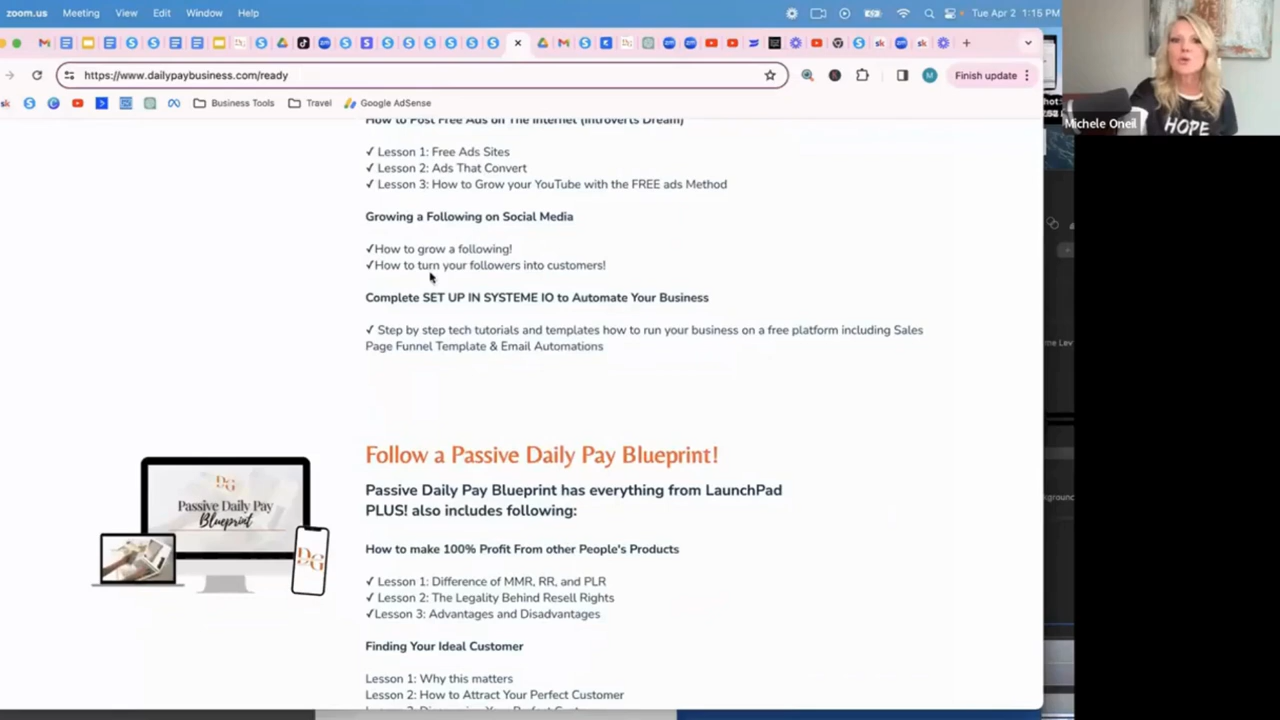 zoom.us Meeting View Edit Window Help Tue Apr 2 1:15 PM
https://www.dailypaybusiness.com/ready Finish update
Business Tools Travel Google AdSense
Michele Oneil
HOPE
How to Post Free Ads on The Internet (Introverts Dream)
✓ Lesson 1: Free Ads Sites
✓ Lesson 2: Ads That Convert
✓ Lesson 3: How to Grow your YouTube with the FREE ads Method
Growing a Following on Social Media
✓How to grow a following!
✓How to turn your followers into customers!
Complete SET UP IN SYSTEME IO to Automate Your Business
✓ Step by step tech tutorials and templates how to run your business on a free platform including Sales
Page Funnel Template & Email Automations
Follow a Passive Daily Pay Blueprint!
Passive Daily Pay Blueprint has everything from LaunchPad
PLUS! also includes following:
DG
Passive Daily Pay
Blueprint
DG
How to make 100% Profit From other People's Products
✓ Lesson 1: Difference of MMR, RR, and PLR
✓ Lesson 2: The Legality Behind Resell Rights
✓Lesson 3: Advantages and Disadvantages
Finding Your Ideal Customer
Lesson 1: Why this matters
Lesson 2: How to Attract Your Perfect Customer